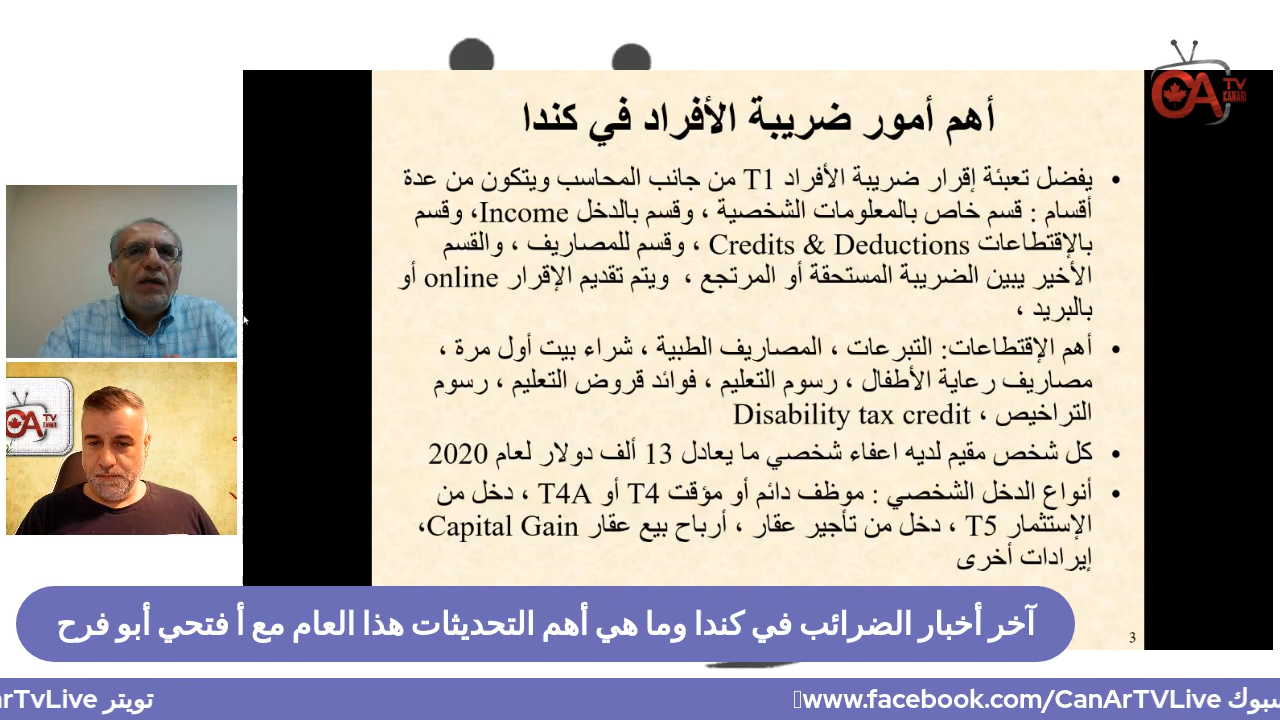 أهم أمور ضريبة الأفراد في كندا
• يفضل تعبئة إقرار ضريبة الأفراد T1 من جانب المحاسب ويتكون من عدة
أقسام : قسم خاص بالمعلومات الشخصية ، وقسم بالدخل Income، وقسم
بالإقتطاعات Credits & Deductions ، وقسم للمصاريف ، والقسم
الأخير يبين الضريبة المستحقة أو المرتجع ، ويتم تقديم الإقرار online أو
بالبريد ،
• أهم الإقتطاعات: التبرعات ، المصاريف الطبية ، شراء بيت أول مرة ،
مصاريف رعاية الأطفال ، رسوم التعليم ، فوائد قروض التعليم ، رسوم
التراخيص ، Disability tax credit
• كل شخص مقيم لديه اعفاء شخصي ما يعادل 13 ألف دولار لعام 2020
• أنواع الدخل الشخصي : موظف دائم أو مؤقت T4 أو T4A ، دخل من
الإستثمار T5 ، دخل من تأجير عقار ، أرباح بيع عقار Capital Gain،
إيرادات أخرى
3
CA TV
CANAR
CA TV
آخر أخبار الضرائب في كندا وما هي أهم التحديثات هذا العام مع أ فتحي أبو فرح
www.facebook.com/CanArTVLive
تويتر